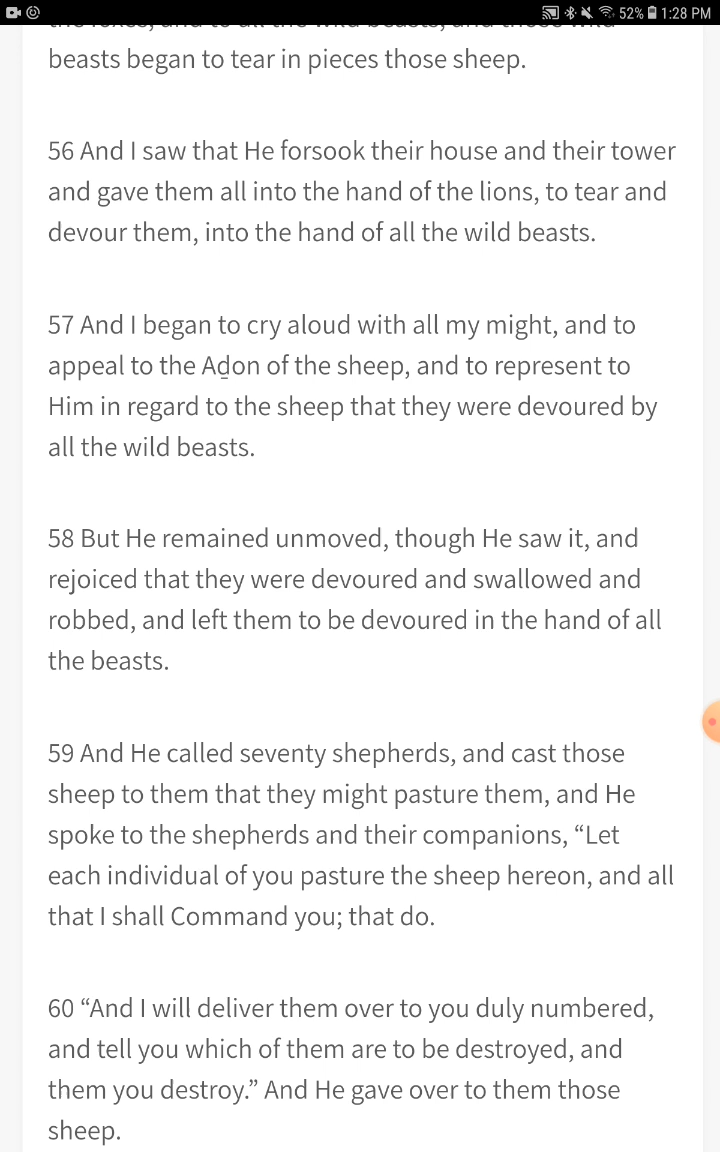 52% 1:28 PM
beasts began to tear in pieces those sheep.
56 And I saw that He forsook their house and their tower
and gave them all into the hand of the lions, to tear and
devour them, into the hand of all the wild beasts.
57 And I began to cry aloud with all my might, and to
appeal to the Aḏon of the sheep, and to represent to
Him in regard to the sheep that they were devoured by
all the wild beasts.
58 But He remained unmoved, though He saw it, and
rejoiced that they were devoured and swallowed and
robbed, and left them to be devoured in the hand of all
the beasts.
59 And He called seventy shepherds, and cast those
sheep to them that they might pasture them, and He
spoke to the shepherds and their companions, “Let
each individual of you pasture the sheep hereon, and all
that I shall Command you; that do.
60 “And I will deliver them over to you duly numbered,
and tell you which of them are to be destroyed, and
them you destroy.” And He gave over to them those
sheep.